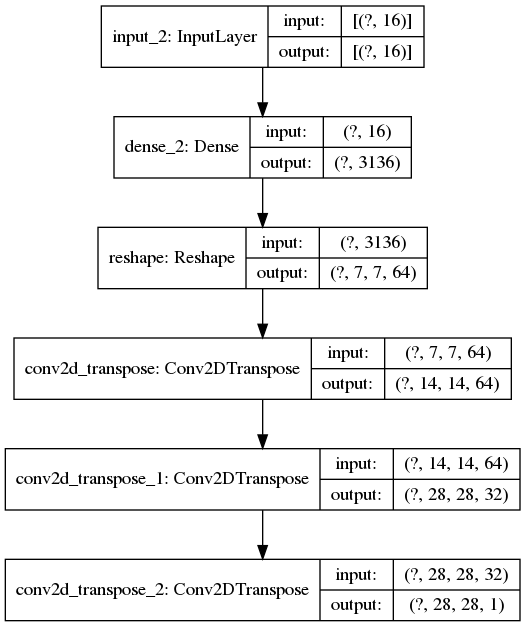 input_2: InputLayer
input:
[(?, 16)]
output:
[(?, 16)]
dense_2: Dense
input:
(?, 16)
output:
(?, 3136)
reshape: Reshape
input:
(?, 3136)
output:
(?, 7, 7, 64)
conv2d_transpose: Conv2DTranspose
input:
(?, 7, 7, 64)
output:
(?, 14, 14, 64)
conv2d_transpose_1: Conv2DTranspose
input:
(?, 14, 14, 64)
output:
(?, 28, 28, 32)
conv2d_transpose_2: Conv2DTranspose
input:
(?, 28, 28, 32)
output:
(?, 28, 28, 1)